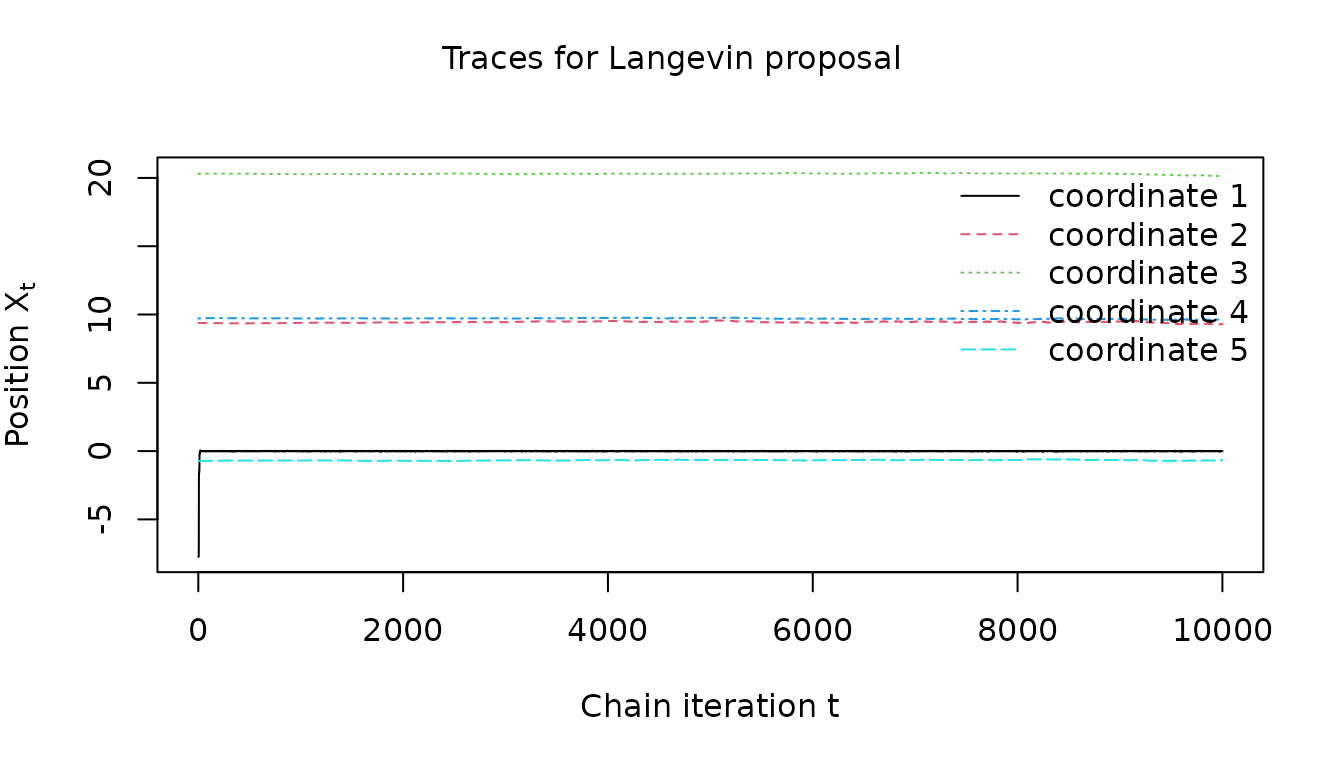 Traces for Langevin proposal
Position Xt
20
10
5
0
-5
coordinate 1
coordinate 2
coordinate 3
coordinate 4
coordinate 5
0 2000 4000 6000 8000 10000
Chain iteration t